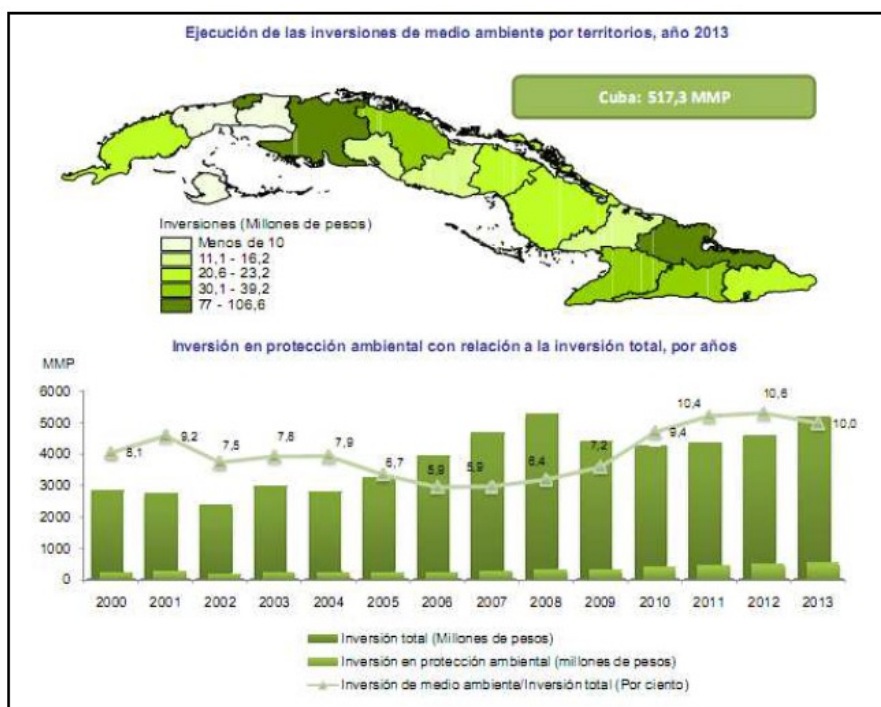 Ejecución de las inversiones de medio ambiente por territorios, año 2013
Cuba: 517,3 MMP
Inversiones (Millones de pesos)
Menos de 10
11,1 - 16,2
20,6 - 23,2
30,1 - 39,2
77 - 106,6
Inversión en protección ambiental con relación a la inversión total, por años
MMP
6000
5000
4000
3000
2000
1000
0
8,1
9,2
7,5
7,8
7,9
6,7
5,9
5,9
6,4
7,2
9,4
10,4
10,6
10,0
2000 2001 2002 2003 2004 2005 2006 2007 2008 2009 2010 2011 2012 2013
Inversión total (Millones de pesos)
Inversión en protección ambiental (millones de pesos)
Inversión de medio ambiente/Inversión total (Por ciento)